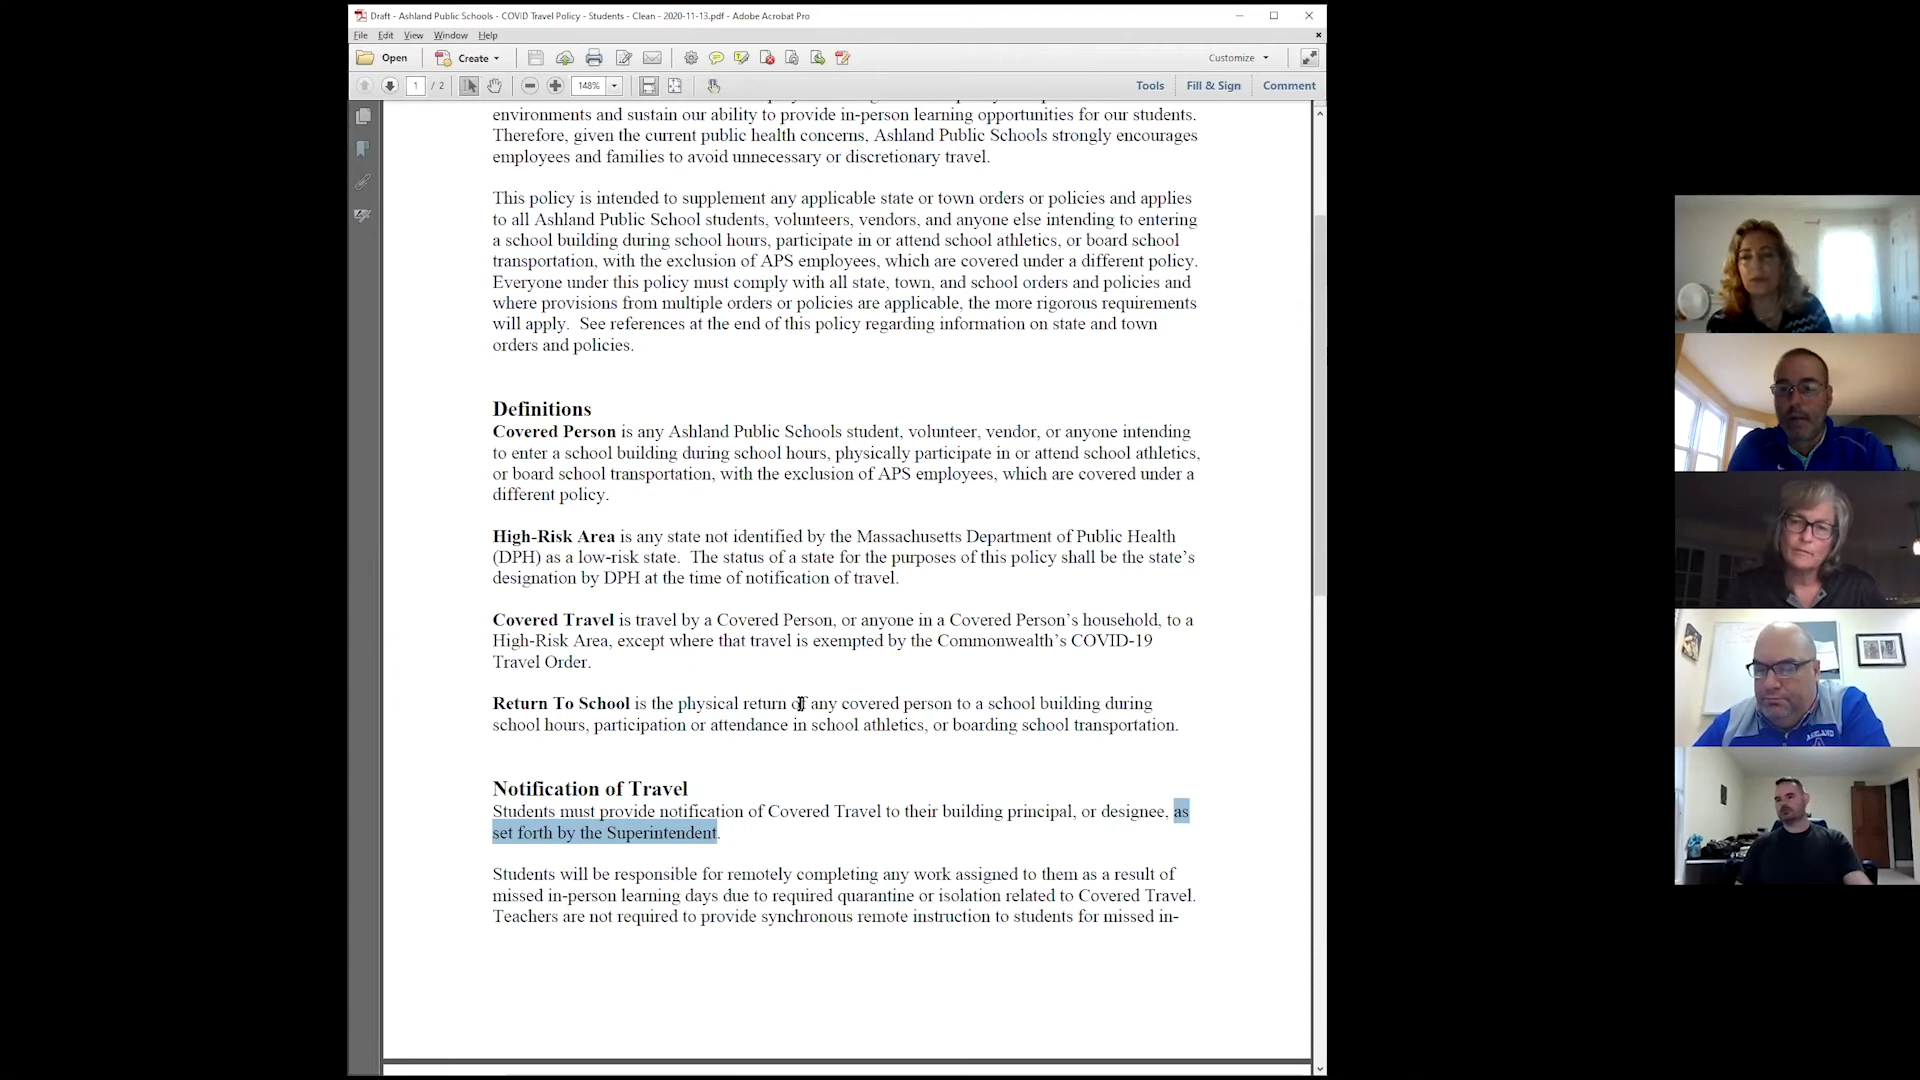 Draft - Ashland Public Schools - COVID Travel Policy - Students - Clean - 2020-11-13.pdf - Adobe Acrobat Pro
File Edit View Window Help
Open Create Customize
1 / 2 148% Tools Fill & Sign Comment
environments and sustain our ability to provide in-person learning opportunities for our students.
Therefore, given the current public health concerns, Ashland Public Schools strongly encourages
employees and families to avoid unnecessary or discretionary travel.
This policy is intended to supplement any applicable state or town orders or policies and applies
to all Ashland Public School students, volunteers, vendors, and anyone else intending to entering
a school building during school hours, participate in or attend school athletics, or board school
transportation, with the exclusion of APS employees, which are covered under a different policy.
Everyone under this policy must comply with all state, town, and school orders and policies and
where provisions from multiple orders or policies are applicable, the more rigorous requirements
will apply.  See references at the end of this policy regarding information on state and town
orders and policies.
Definitions
Covered Person is any Ashland Public Schools student, volunteer, vendor, or anyone intending
to enter a school building during school hours, physically participate in or attend school athletics,
or board school transportation, with the exclusion of APS employees, which are covered under a
different policy.
High-Risk Area is any state not identified by the Massachusetts Department of Public Health
(DPH) as a low-risk state.  The status of a state for the purposes of this policy shall be the state’s
designation by DPH at the time of notification of travel.
Covered Travel is travel by a Covered Person, or anyone in a Covered Person’s household, to a
High-Risk Area, except where that travel is exempted by the Commonwealth’s COVID-19
Travel Order.
Return To School is the physical return of any covered person to a school building during
school hours, participation or attendance in school athletics, or boarding school transportation.
Notification of Travel
Students must provide notification of Covered Travel to their building principal, or designee, as
set forth by the Superintendent.
Students will be responsible for remotely completing any work assigned to them as a result of
missed in-person learning days due to required quarantine or isolation related to Covered Travel.
Teachers are not required to provide synchronous remote instruction to students for missed in-
ASHLAND